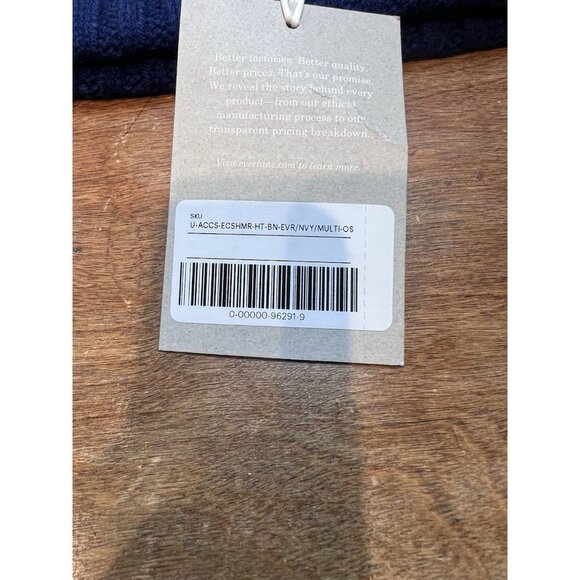 Better factories. Better quality.
Better prices. That's our promise.
We reveal the story behind every
product—from our ethical
manufacturing process to our
transparent pricing breakdown.
Visit everlane.com to learn more.
SKU
U-ACCS-ECSHMR-HT-BN-EVR/NVY/MULTI-OS
0-00000-96291-9